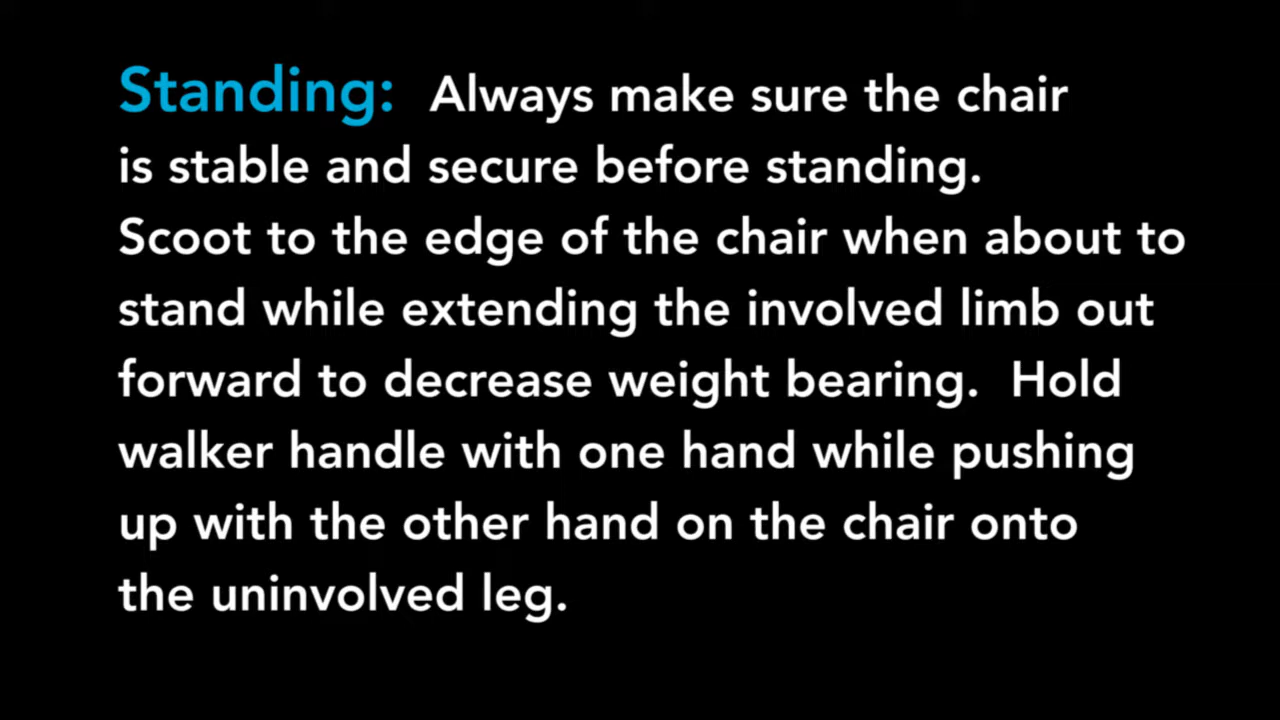 Standing: Always make sure the chair
is stable and secure before standing.
Scoot to the edge of the chair when about to
stand while extending the involved limb out
forward to decrease weight bearing. Hold
walker handle with one hand while pushing
up with the other hand on the chair onto
the uninvolved leg.